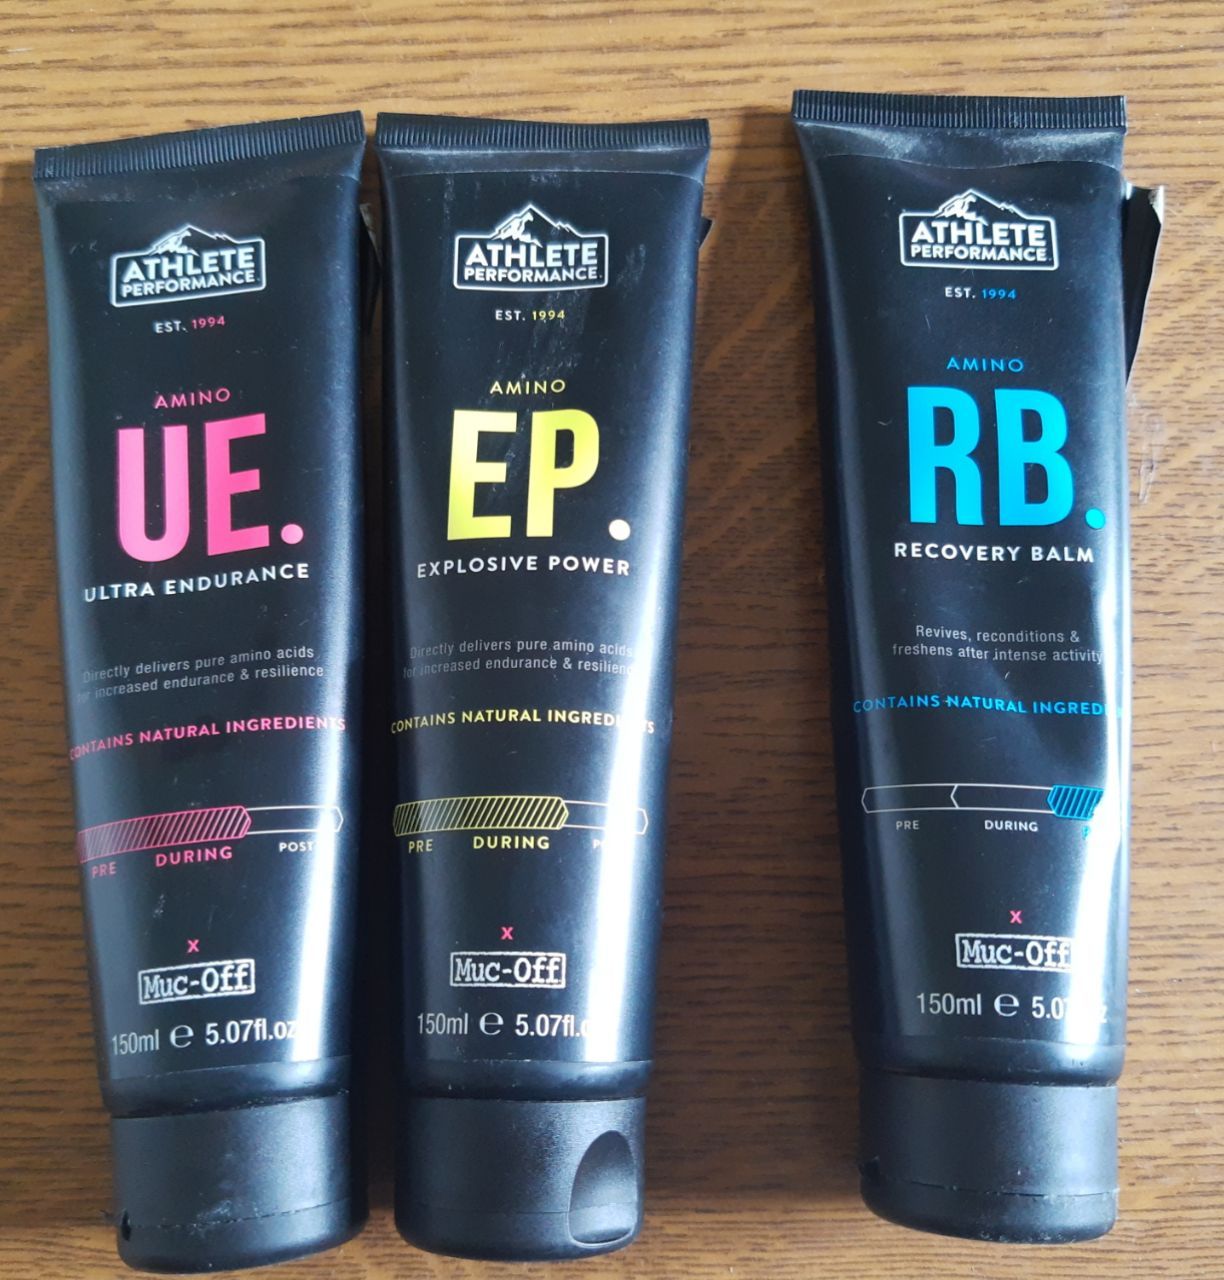 ATHLETE
PERFORMANCE
EST. 1994
AMINO
UE.
ULTRA ENDURANCE
Directly delivers pure amino acids
for increased endurance & resilience
CONTAINS NATURAL INGREDIENTS
PRE DURING POST
X
Muc-Off
150ml e 5.07fl.oz
ATHLETE
PERFORMANCE
EST. 1994
AMINO
EP.
EXPLOSIVE POWER
Directly delivers pure amino acids
for increased endurance & resilience
CONTAINS NATURAL INGREDIENTS
PRE DURING
X
Muc-Off
150ml e 5.07fl.
ATHLETE
PERFORMANCE
EST. 1994
AMINO
RB.
RECOVERY BALM
Revives, reconditions &
freshens after intense activity
CONTAINS NATURAL
PRE DURING
X
Muc-Off
150ml e